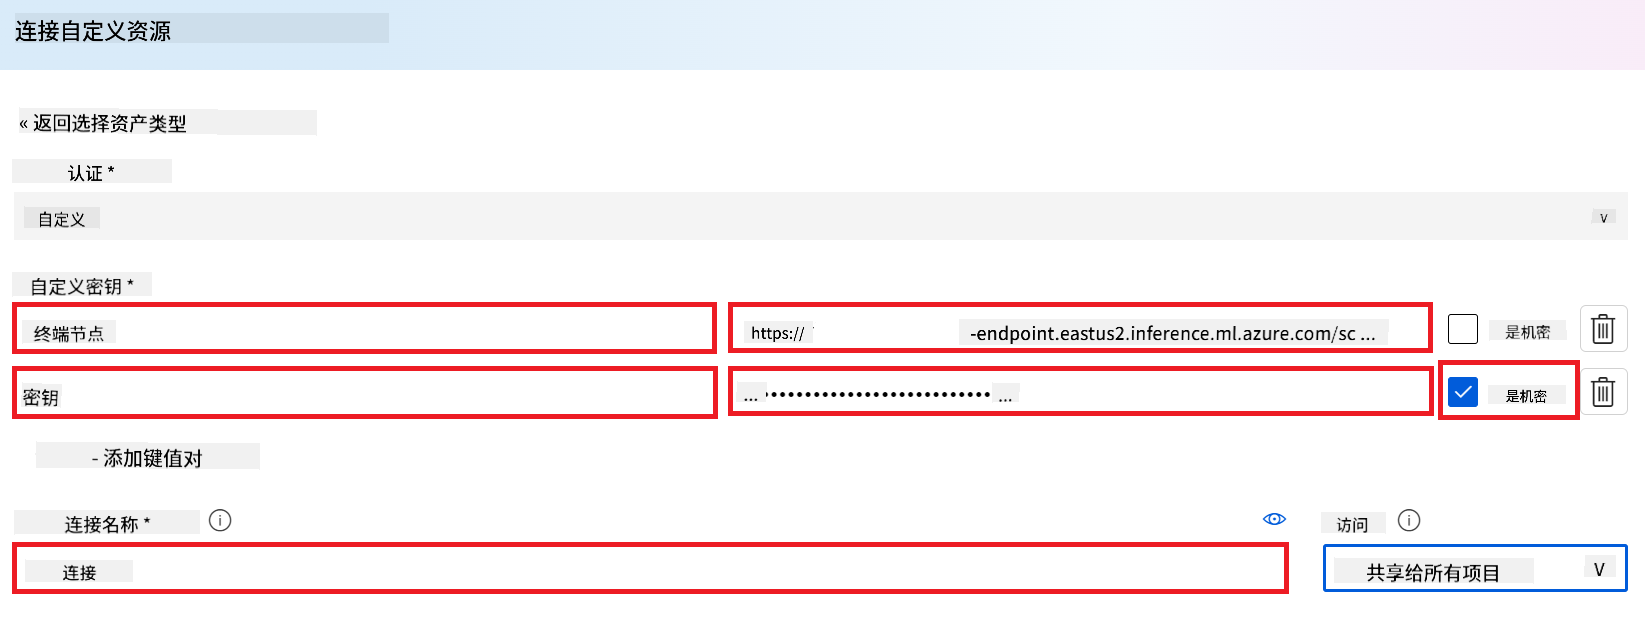 连接自定义资源
« 返回选择资产类型
认证 *
自定义 ∨
自定义密钥 *
终端节点 https:// -endpoint.eastus2.inference.ml.azure.com/sc ... 是机密
密钥 ...••••••••••••••••••••••••••••... 是机密
- 添加键值对
连接名称 * 访问
连接 共享给所有项目 ∨